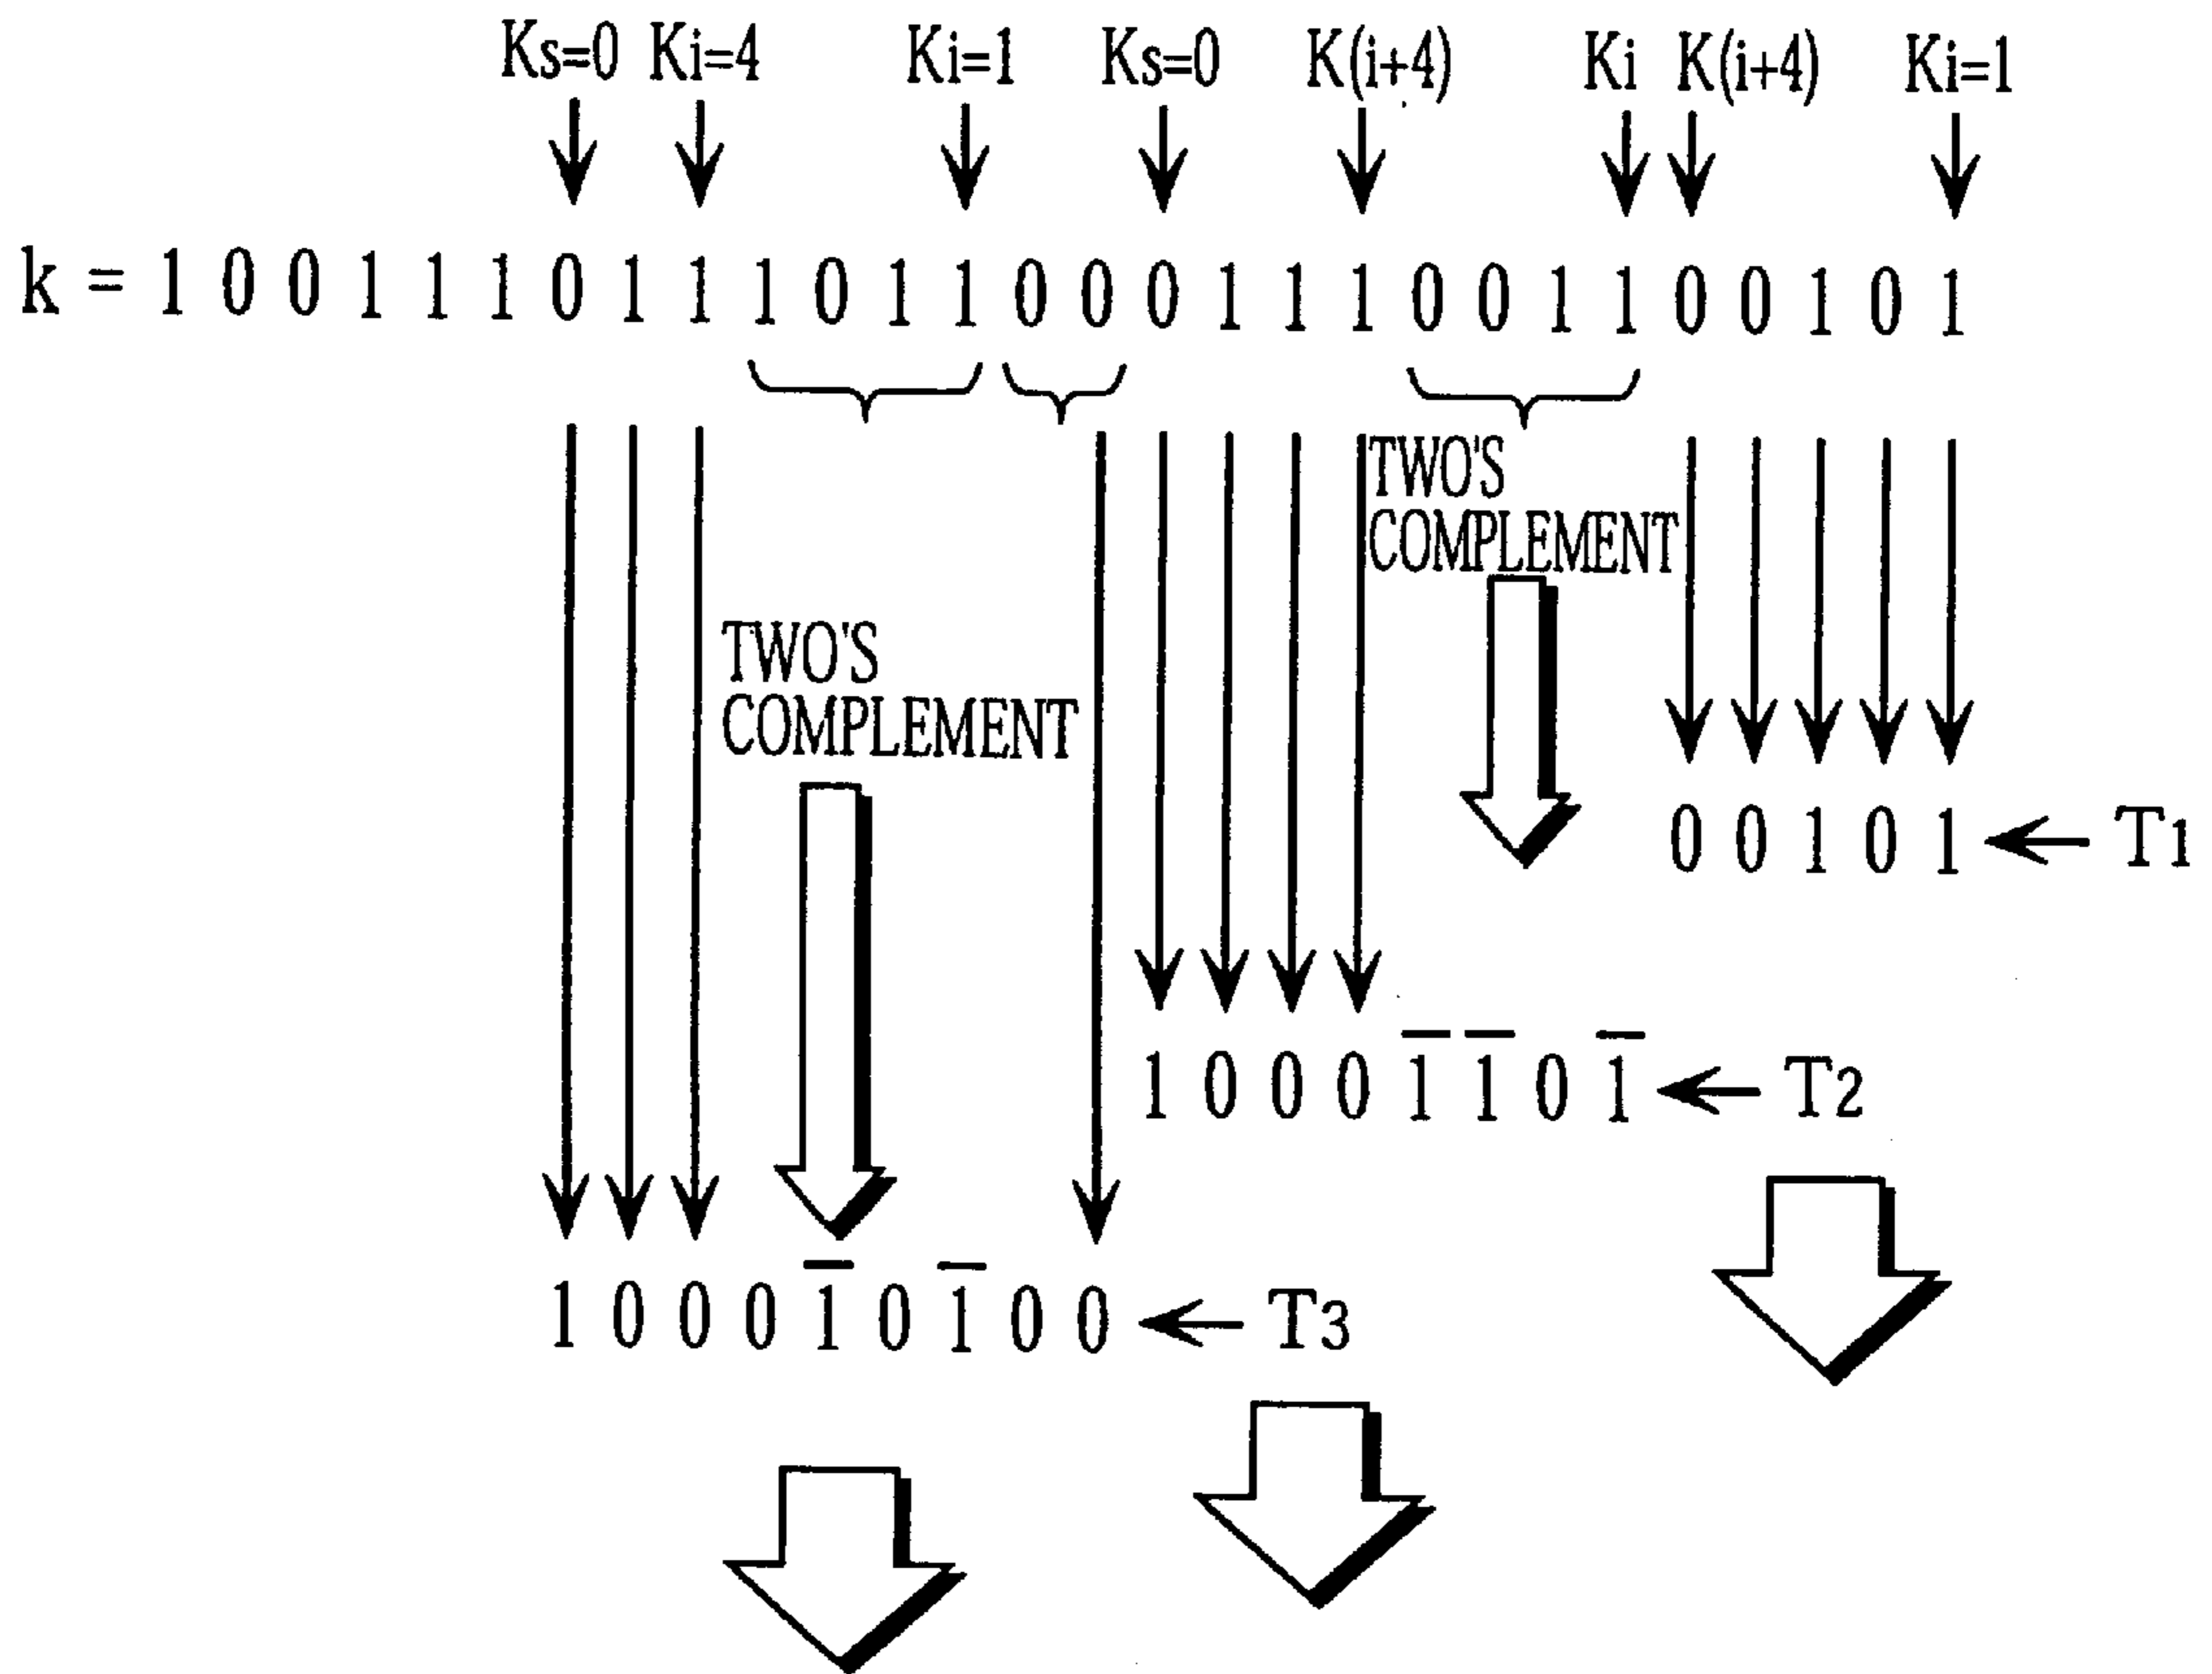 Ks=0 Ki=4 Ki=1 Ks=0 K(i+4) Ki K(i+4) Ki=1
k = 1 0 0 1 1 1 0 1 1 1 0 1 1 0 0 0 1 1 1 0 0 1 1 0 0 1 0 1
TWO'S
COMPLEMENT
TWO'S
COMPLEMENT
0 0 1 0 1 T1
1 0 0 0 1̅ 1̅ 0 1̅ T2
1 0 0 0 1̅ 0 1̅ 0 0 T3